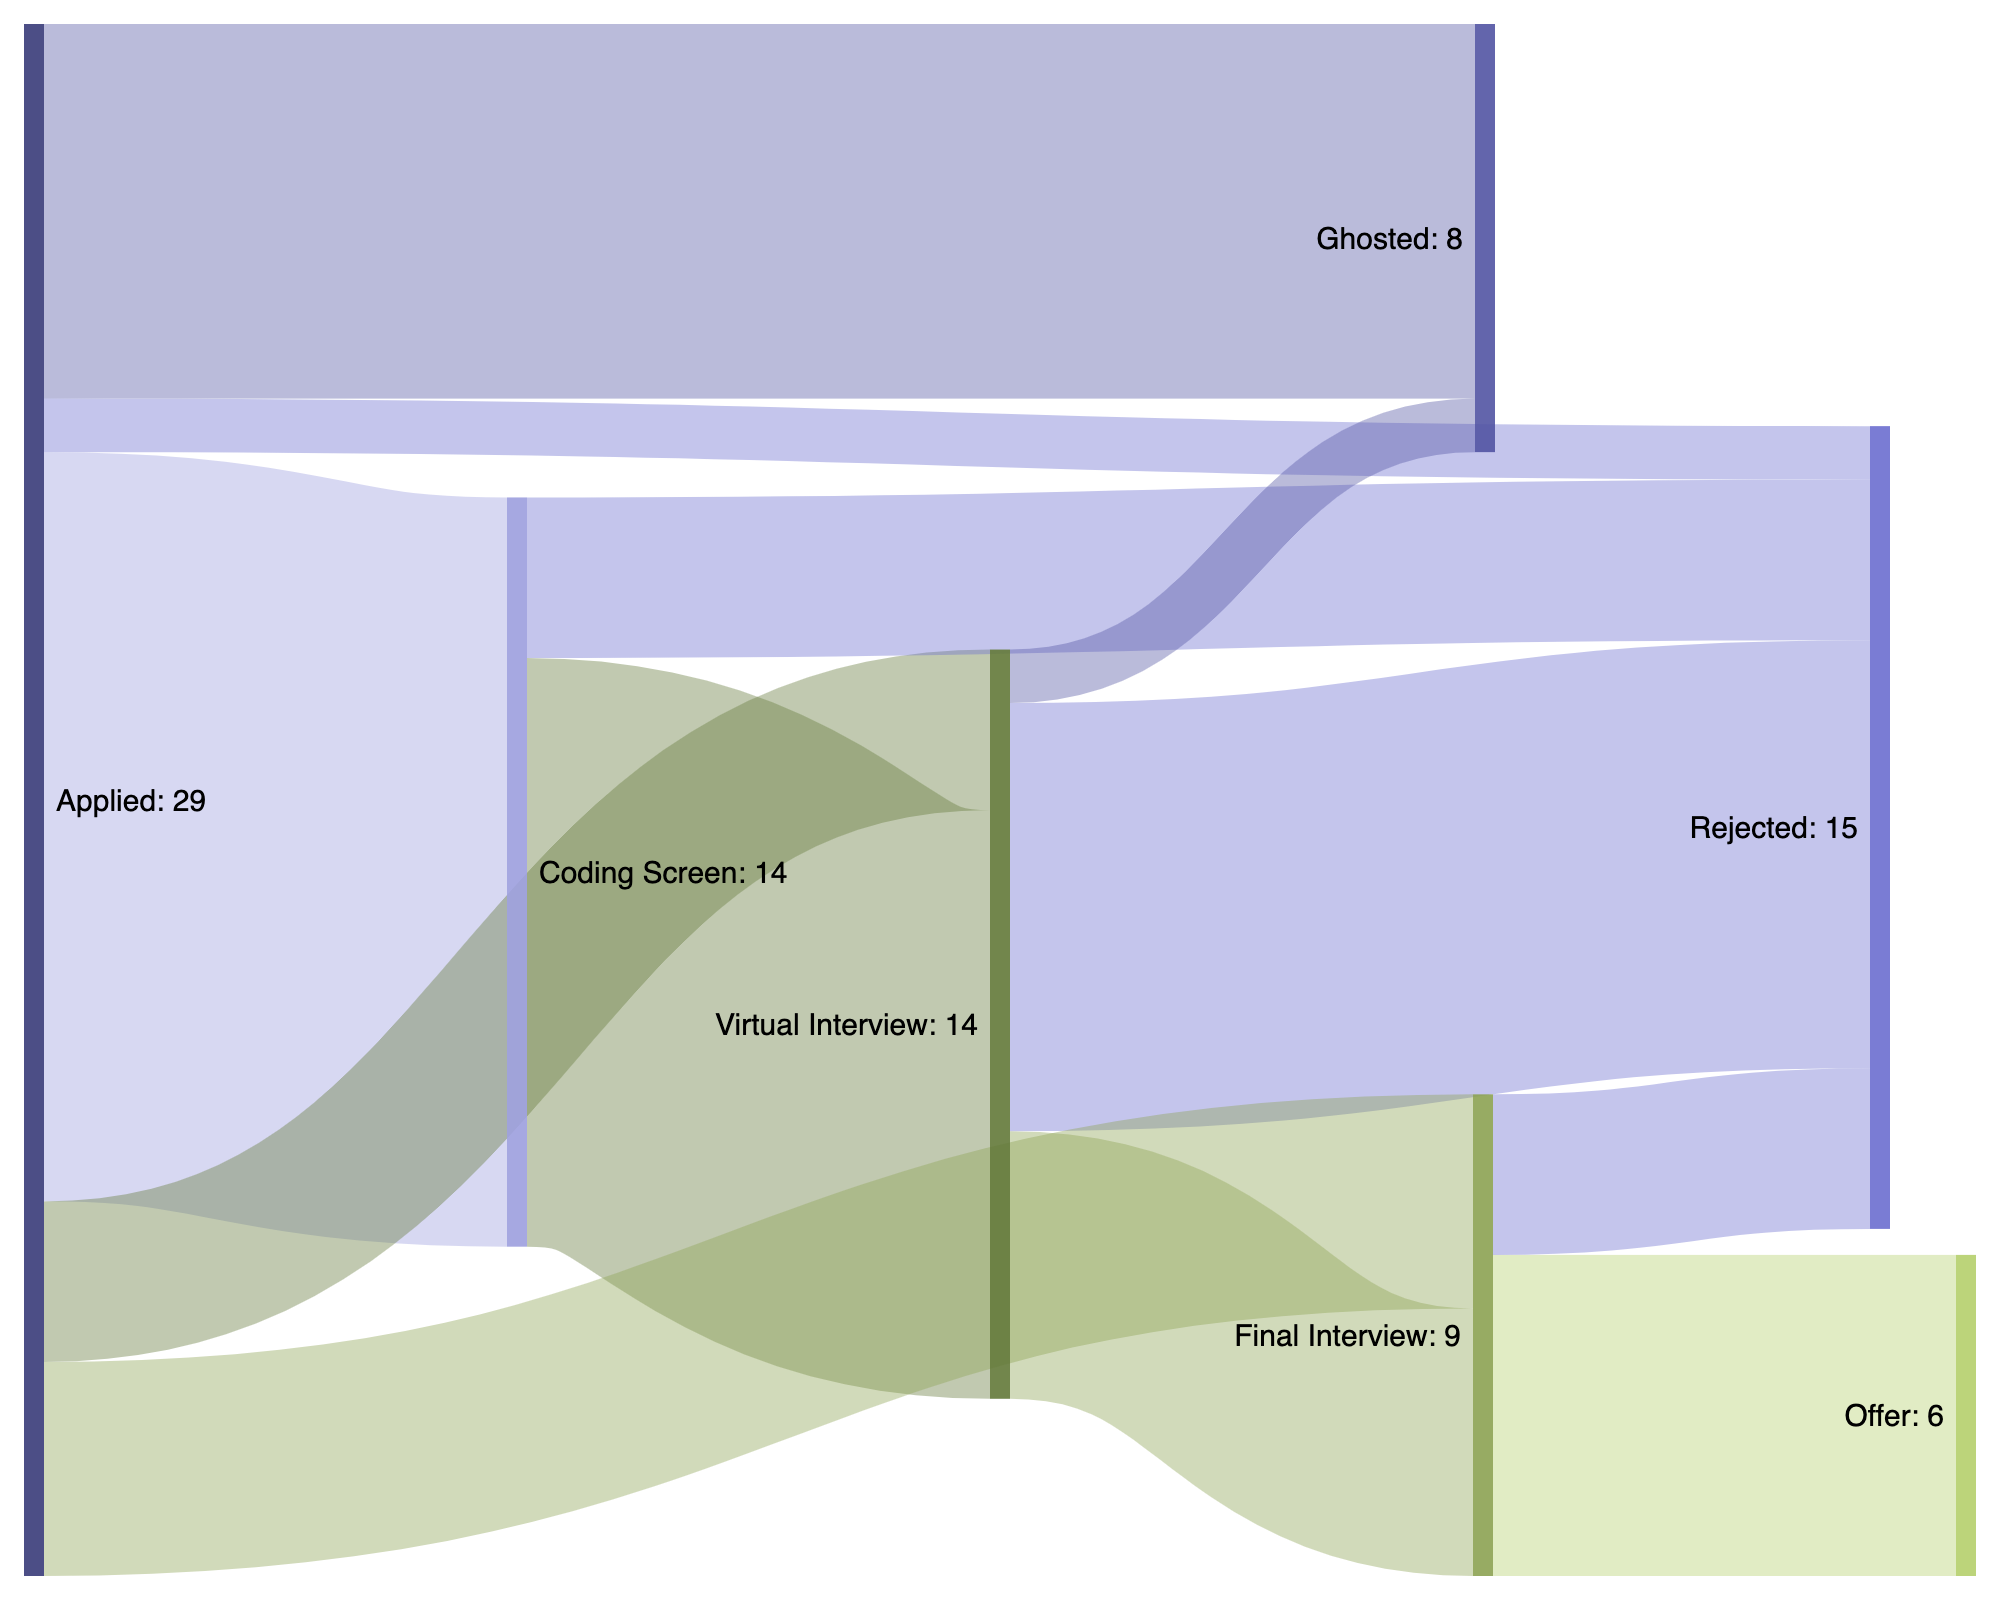 Ghosted: 8
Applied: 29
Rejected: 15
Coding Screen: 14
Virtual Interview: 14
Final Interview: 9
Offer: 6